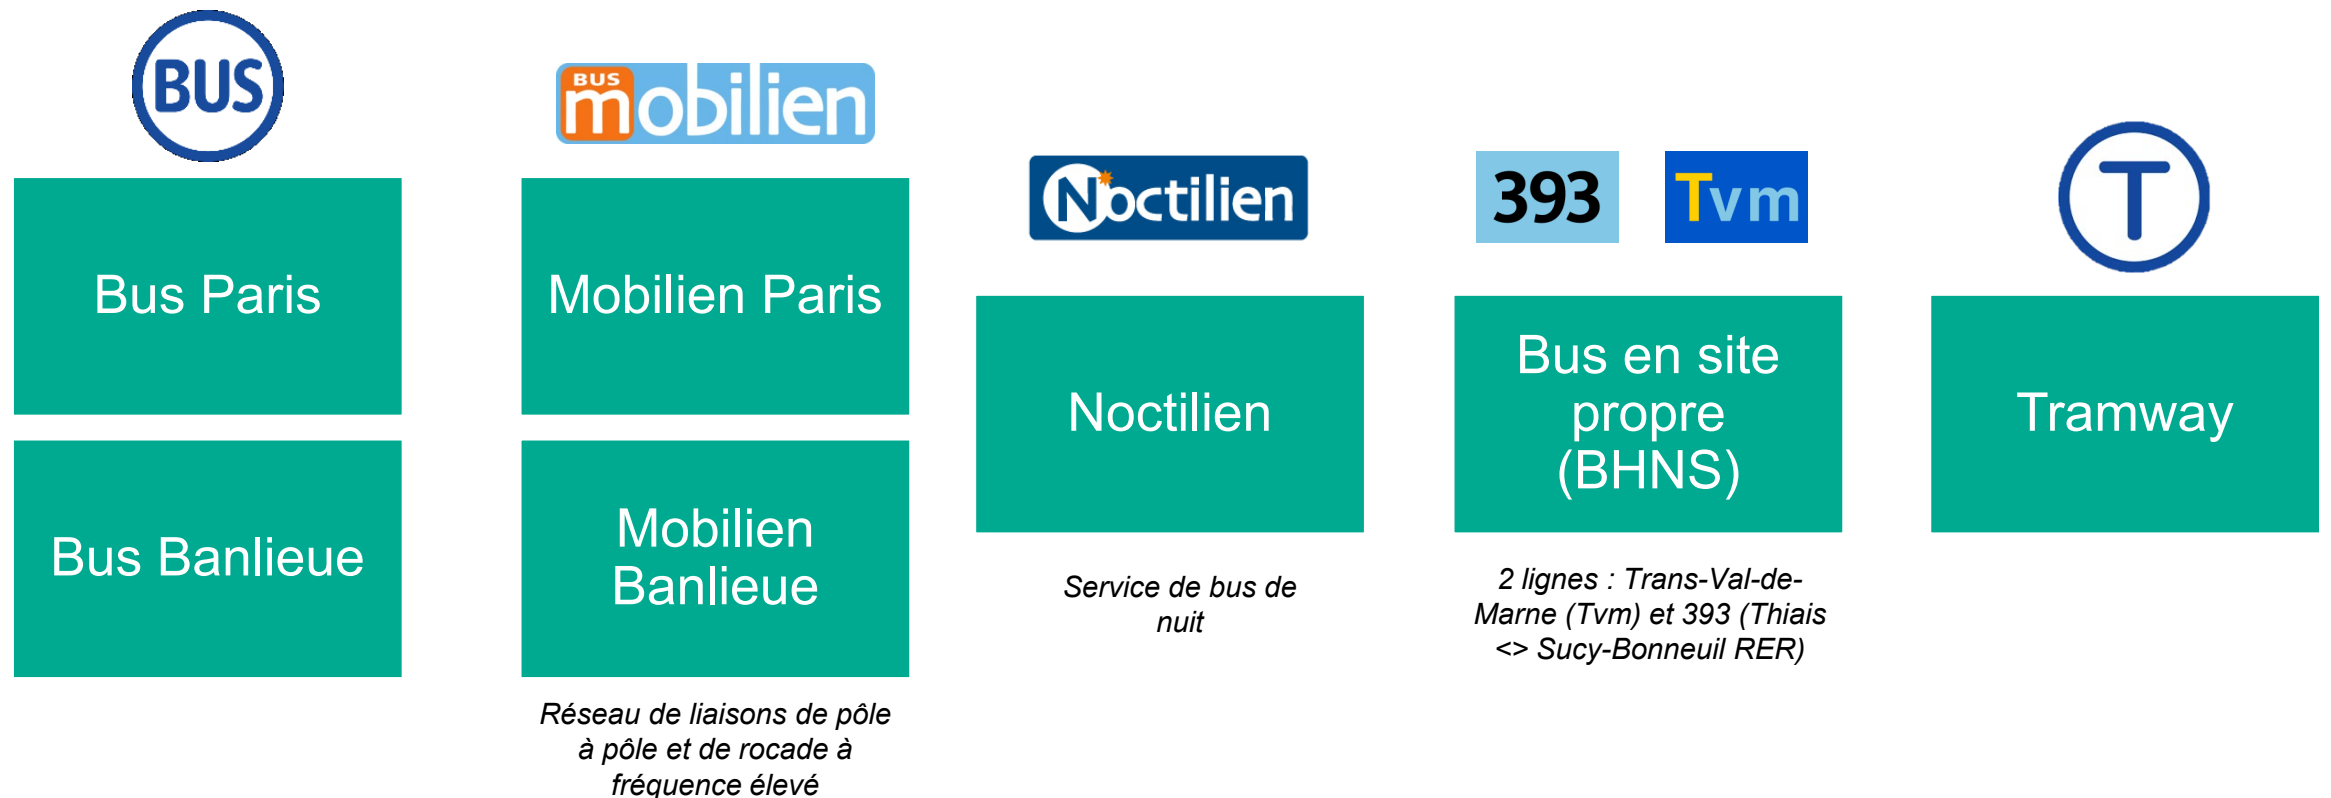 BUS
Bus Paris
Bus Banlieue
BUS
mobilien
Mobilien Paris
Mobilien
Banlieue
Réseau de liaisons de pôle
à pôle et de rocade à
fréquence élevé
Noctilien
Noctilien
Service de bus de
nuit
393
Tvm
Bus en site
propre
(BHNS)
2 lignes : Trans-Val-de-
Marne (Tvm) et 393 (Thiais
<> Sucy-Bonneuil RER)
T
Tramway